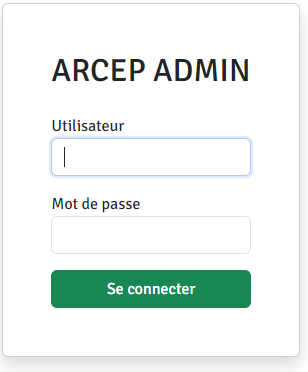 ARCEP ADMIN
Utilisateur
Mot de passe
Se connecter